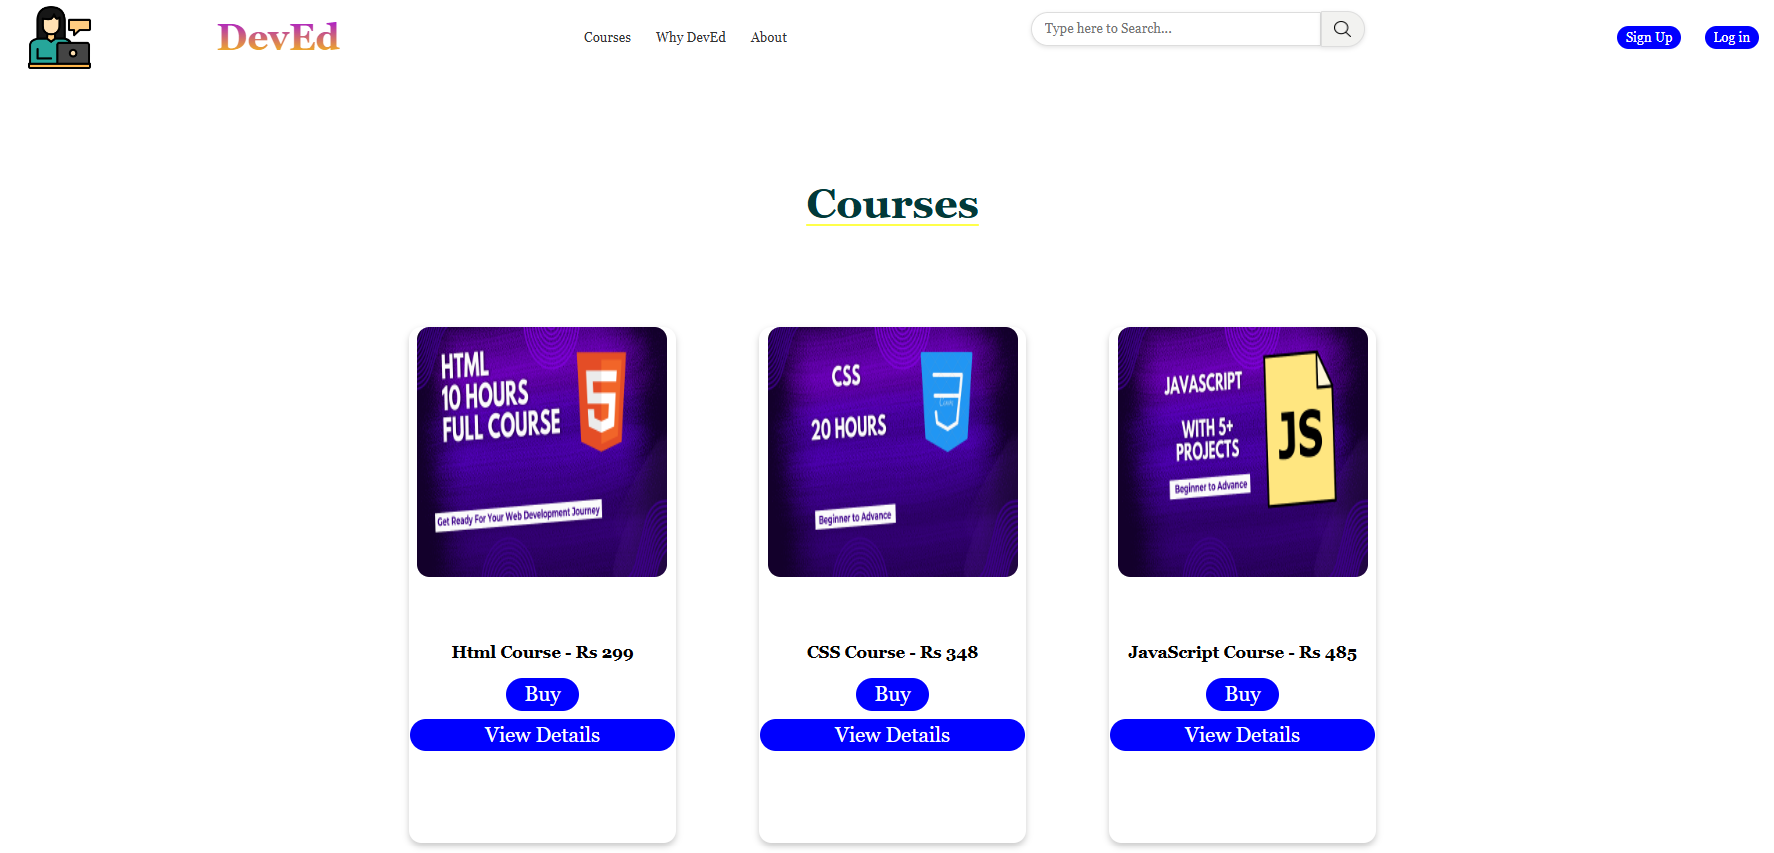 DevEd
Courses
Why DevEd
About
Type here to Search...
Sign Up
Log in
Courses
HTML
10 HOURS
FULL COURSE
5
Get Ready For Your Web Development Journey
CSS
20 HOURS
3
Beginner to Advance
JAVASCRIPT
WITH 5+
PROJECTS
Beginner to Advance
JS
Html Course - Rs 299
Buy
View Details
CSS Course - Rs 348
Buy
View Details
JavaScript Course - Rs 485
Buy
View Details